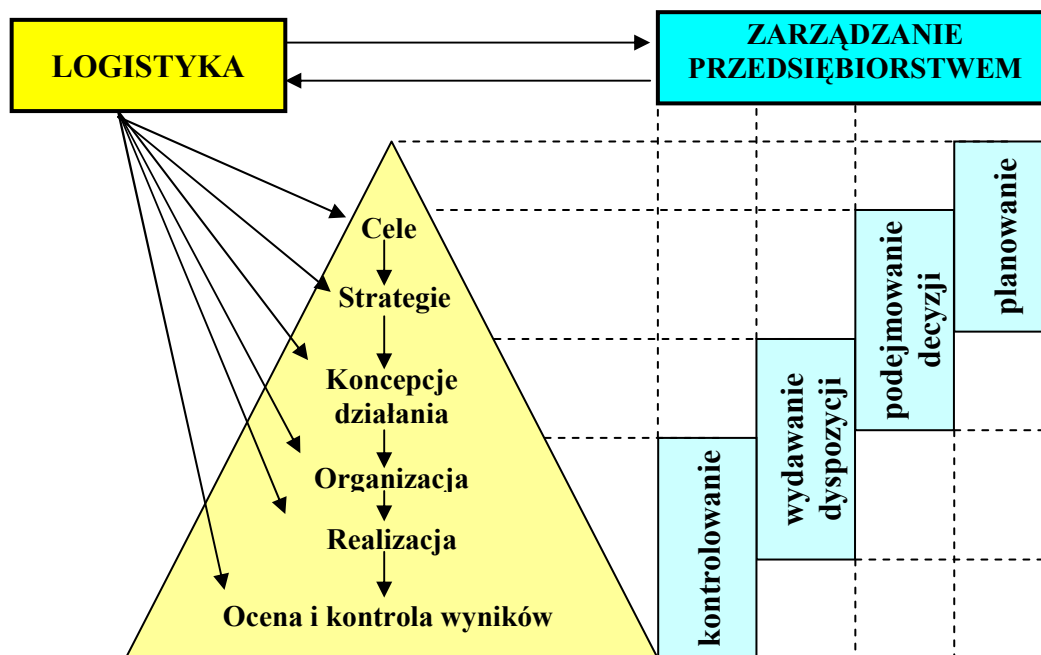 LOGISTYKA
ZARZĄDZANIE
PRZEDSIĘBIORSTWEM
Cele
Strategie
Koncepcje
działania
Organizacja
Realizacja
Ocena i kontrola wyników
kontrolowanie
wydawanie
dyspozycji
podejmowanie
decyzji
planowanie